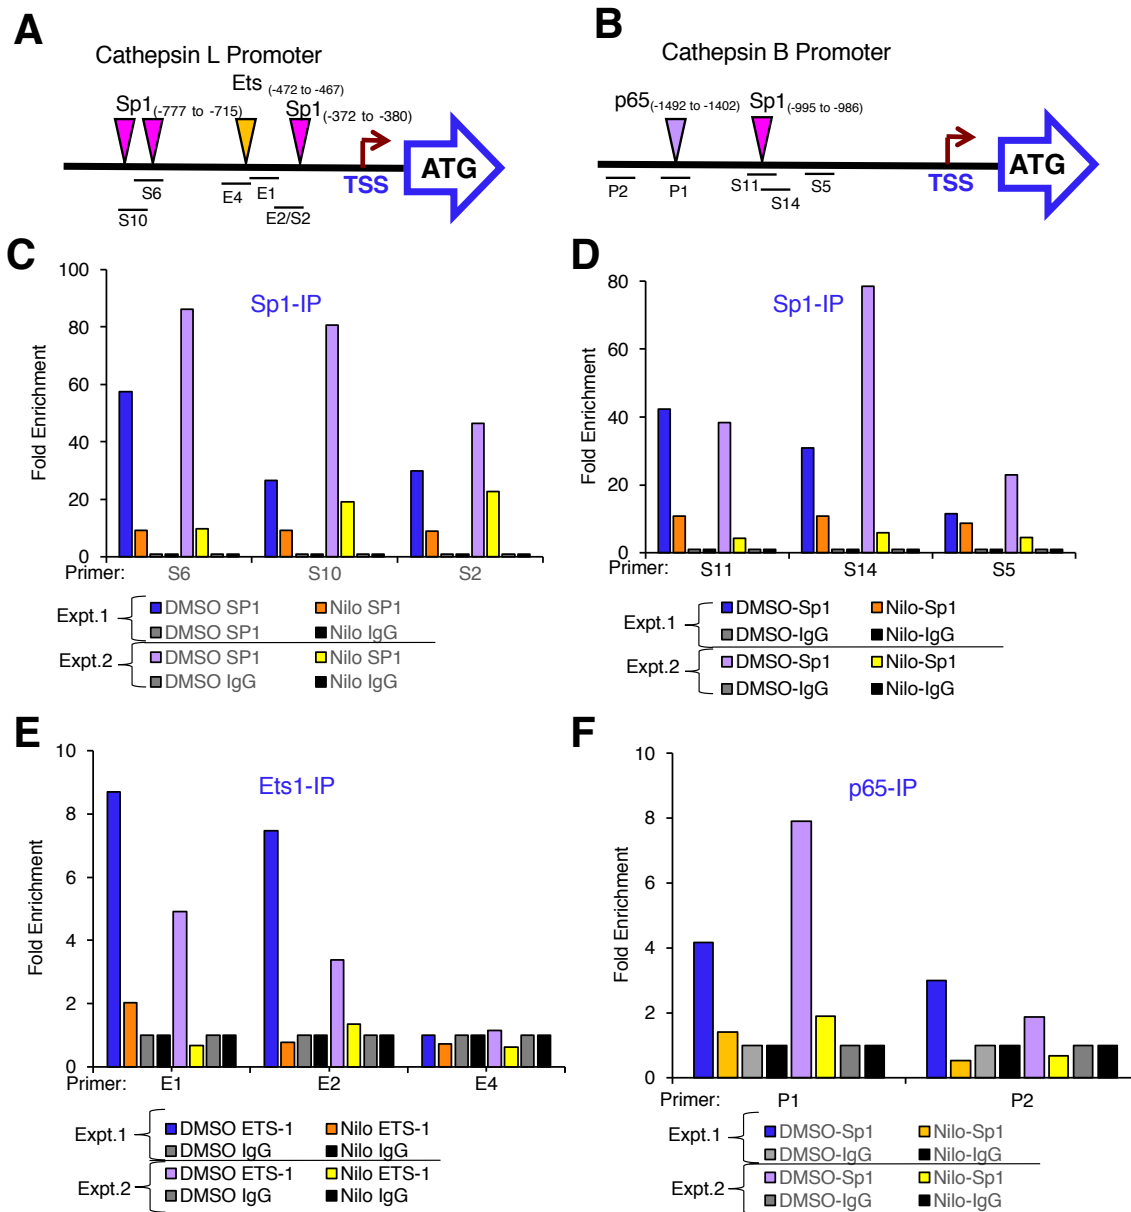 A
Cathepsin L Promoter
Ets (-472 to -467)
Sp1(-777 to -715)
Sp1(-372 to -380)
ATG
TSS
S6
S10
E4
E1
E2/S2
B
Cathepsin B Promoter
p65(-1492 to -1402)
Sp1(-995 to -986)
ATG
TSS
P2
P1
S11
S14
S5
C
Sp1-IP
Fold Enrichment
100
80
60
40
20
0
Primer: S6 S10 S2
Expt.1
DMSO SP1 Nilo SP1
DMSO SP1 Nilo IgG
Expt.2
DMSO SP1 Nilo SP1
DMSO IgG Nilo IgG
D
Sp1-IP
Fold Enrichment
80
60
40
20
0
Primer: S11 S14 S5
Expt.1
DMSO-Sp1 Nilo-Sp1
DMSO-IgG Nilo-IgG
Expt.2
DMSO-Sp1 Nilo-Sp1
DMSO-IgG Nilo-IgG
E
Ets1-IP
Fold Enrichment
10
8
6
4
2
0
Primer: E1 E2 E4
Expt.1
DMSO ETS-1 Nilo ETS-1
DMSO IgG Nilo IgG
Expt.2
DMSO ETS-1 Nilo ETS-1
DMSO IgG Nilo IgG
F
p65-IP
Fold Enrichment
10
8
6
4
2
0
Primer: P1 P2
Expt.1
DMSO-Sp1 Nilo-Sp1
DMSO-IgG Nilo-IgG
Expt.2
DMSO-Sp1 Nilo-Sp1
DMSO-IgG Nilo-IgG